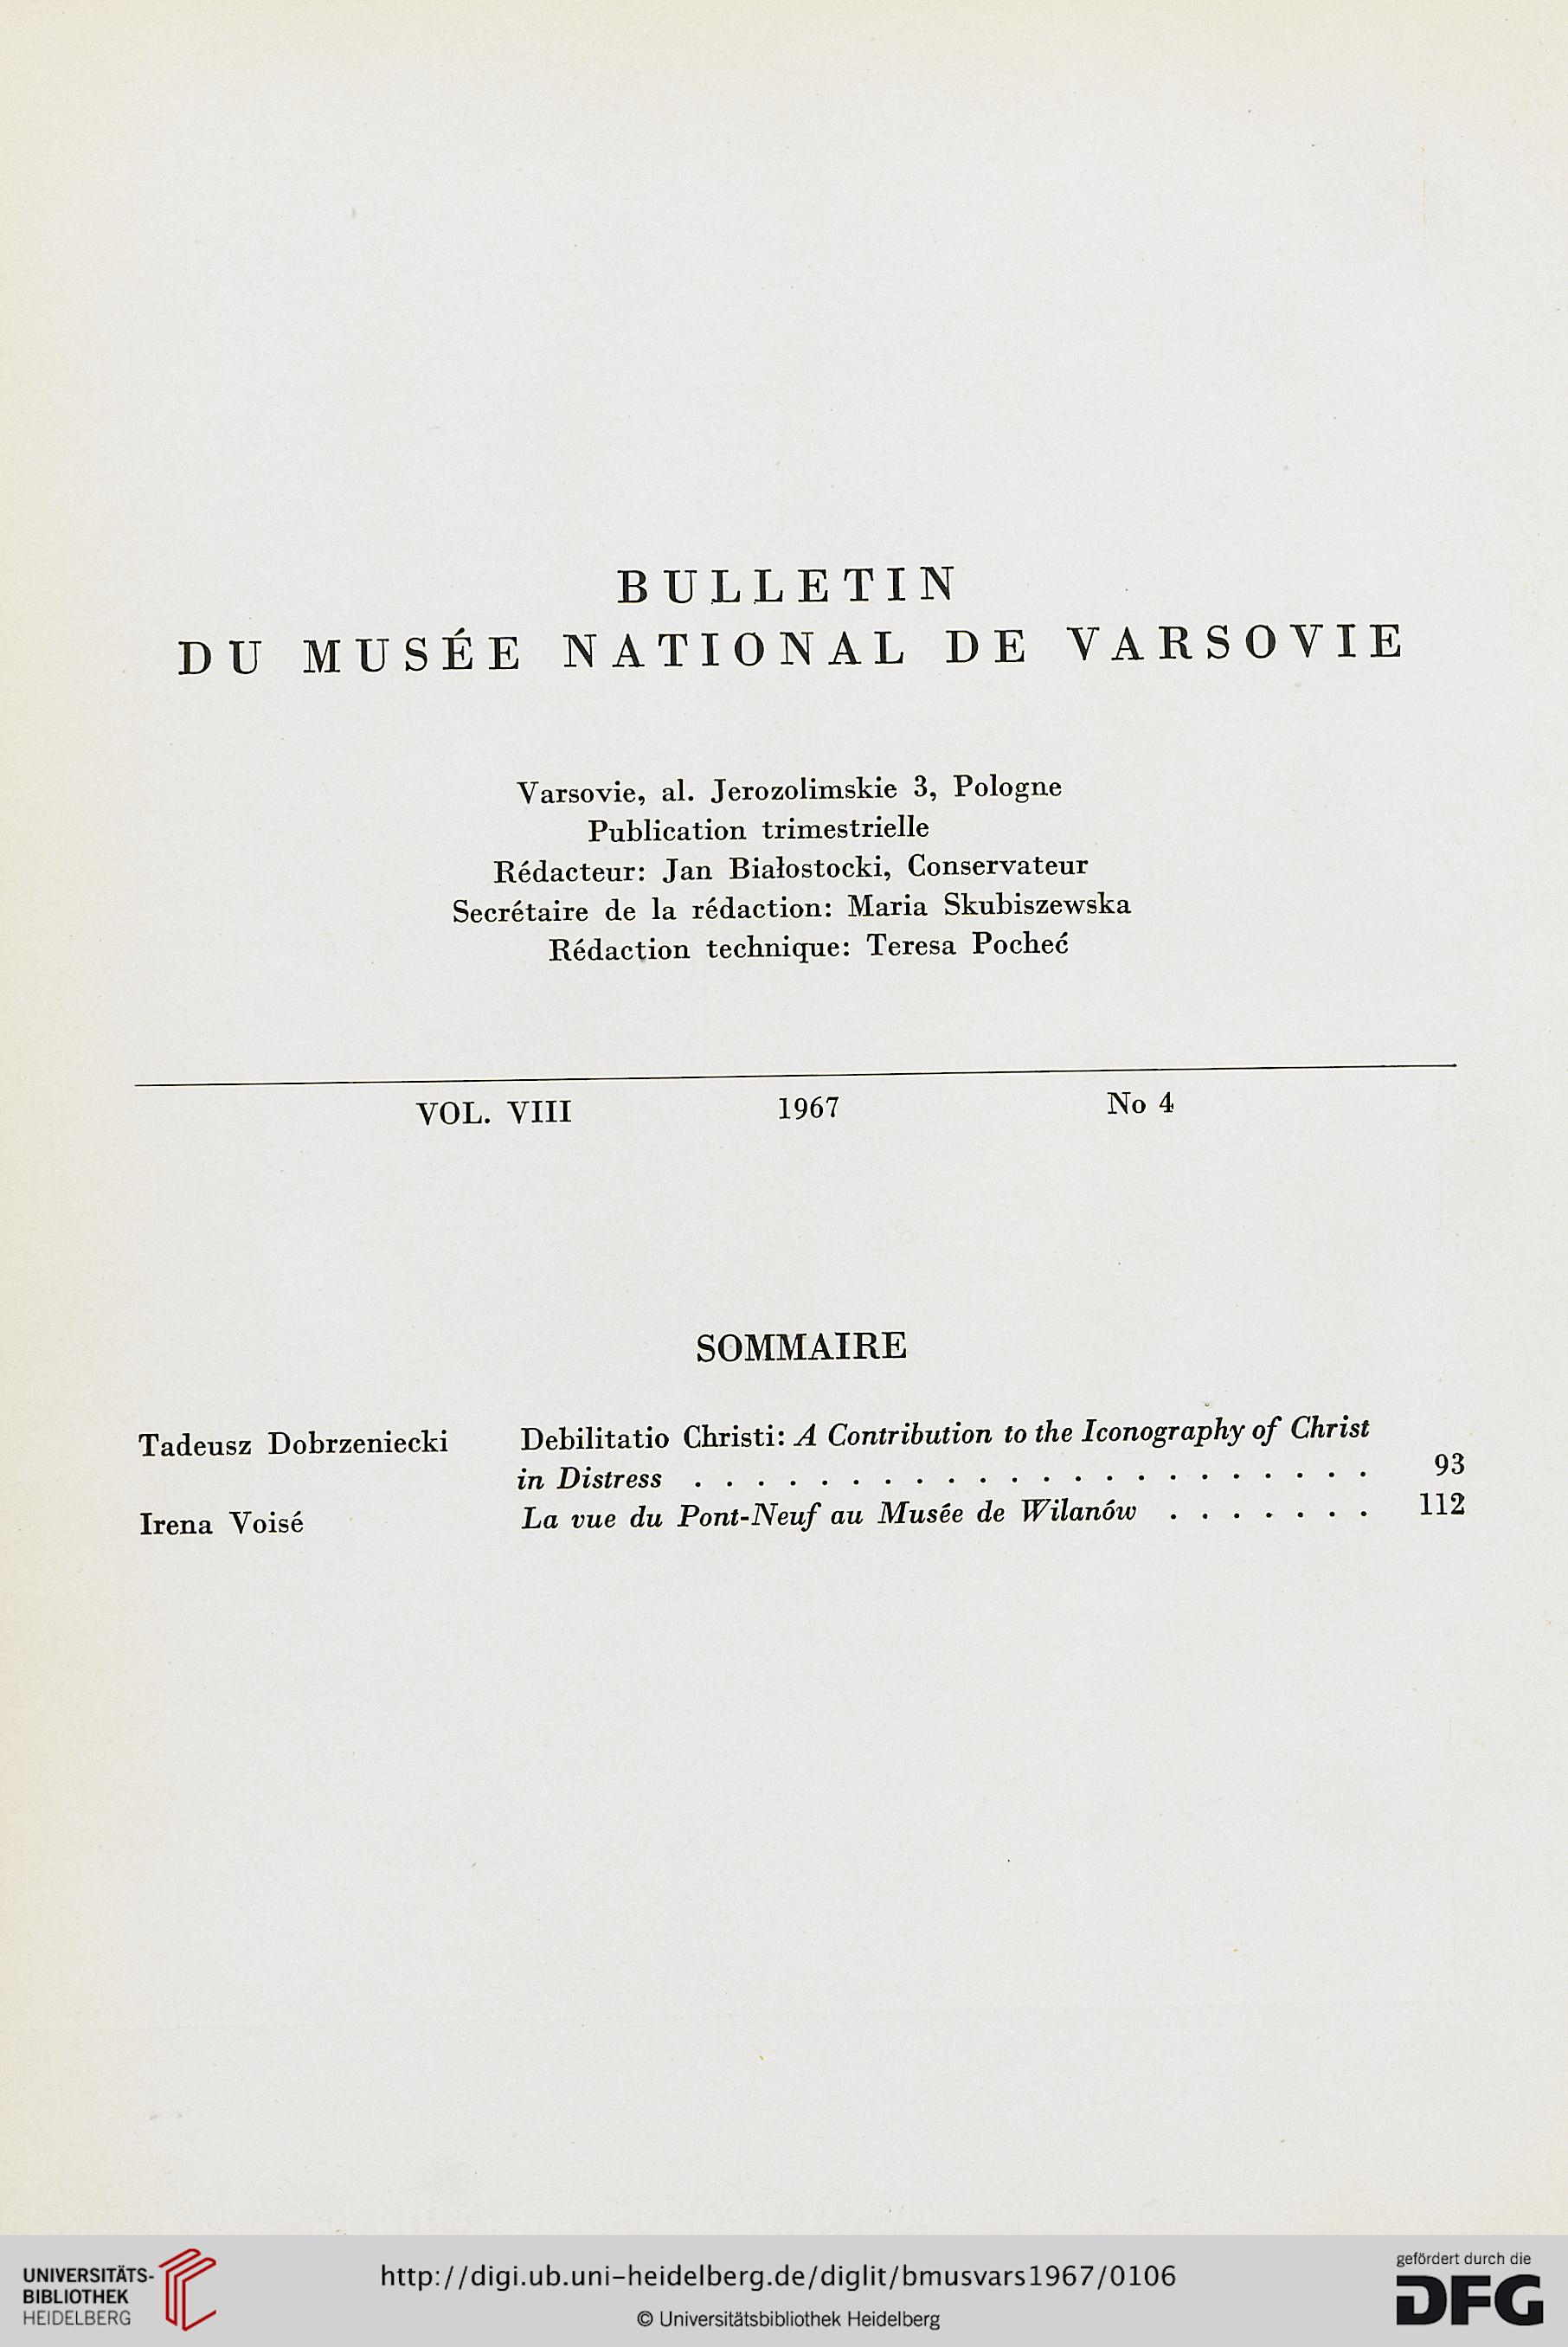 BULLETIN
DU MUSÉE NATIONAL DE VARSOVIE
Varsovie, al. Jerozolimskie 3, Pologne
Publication trimestrielle
Rédacteur: Jan Białostocki, Conservateur
Secrétaire de la rédaction: Maria Skubiszewska
Rédaction technique: Teresa Pocheć
VOL. VIII 1967 No 4
SOMMAIRE
Tadeusz Dobrzeniecki Debilitatio Christi: A Contribution to the Iconography of Christ
in Distress . . . . . . . . . . . . . . . . . . . . . . 93
Irena Voisé La vue du Pont-Neuf au Musée de Wilanów . . . . . . . 112
UNIVERSITÄTS-
BIBLIOTHEK
HEIDELBERG
http://digi.ub.uni-heidelberg.de/diglit/bmusvars1967/0106
© Universitätsbibliothek Heidelberg
gefördert durch die
DFG